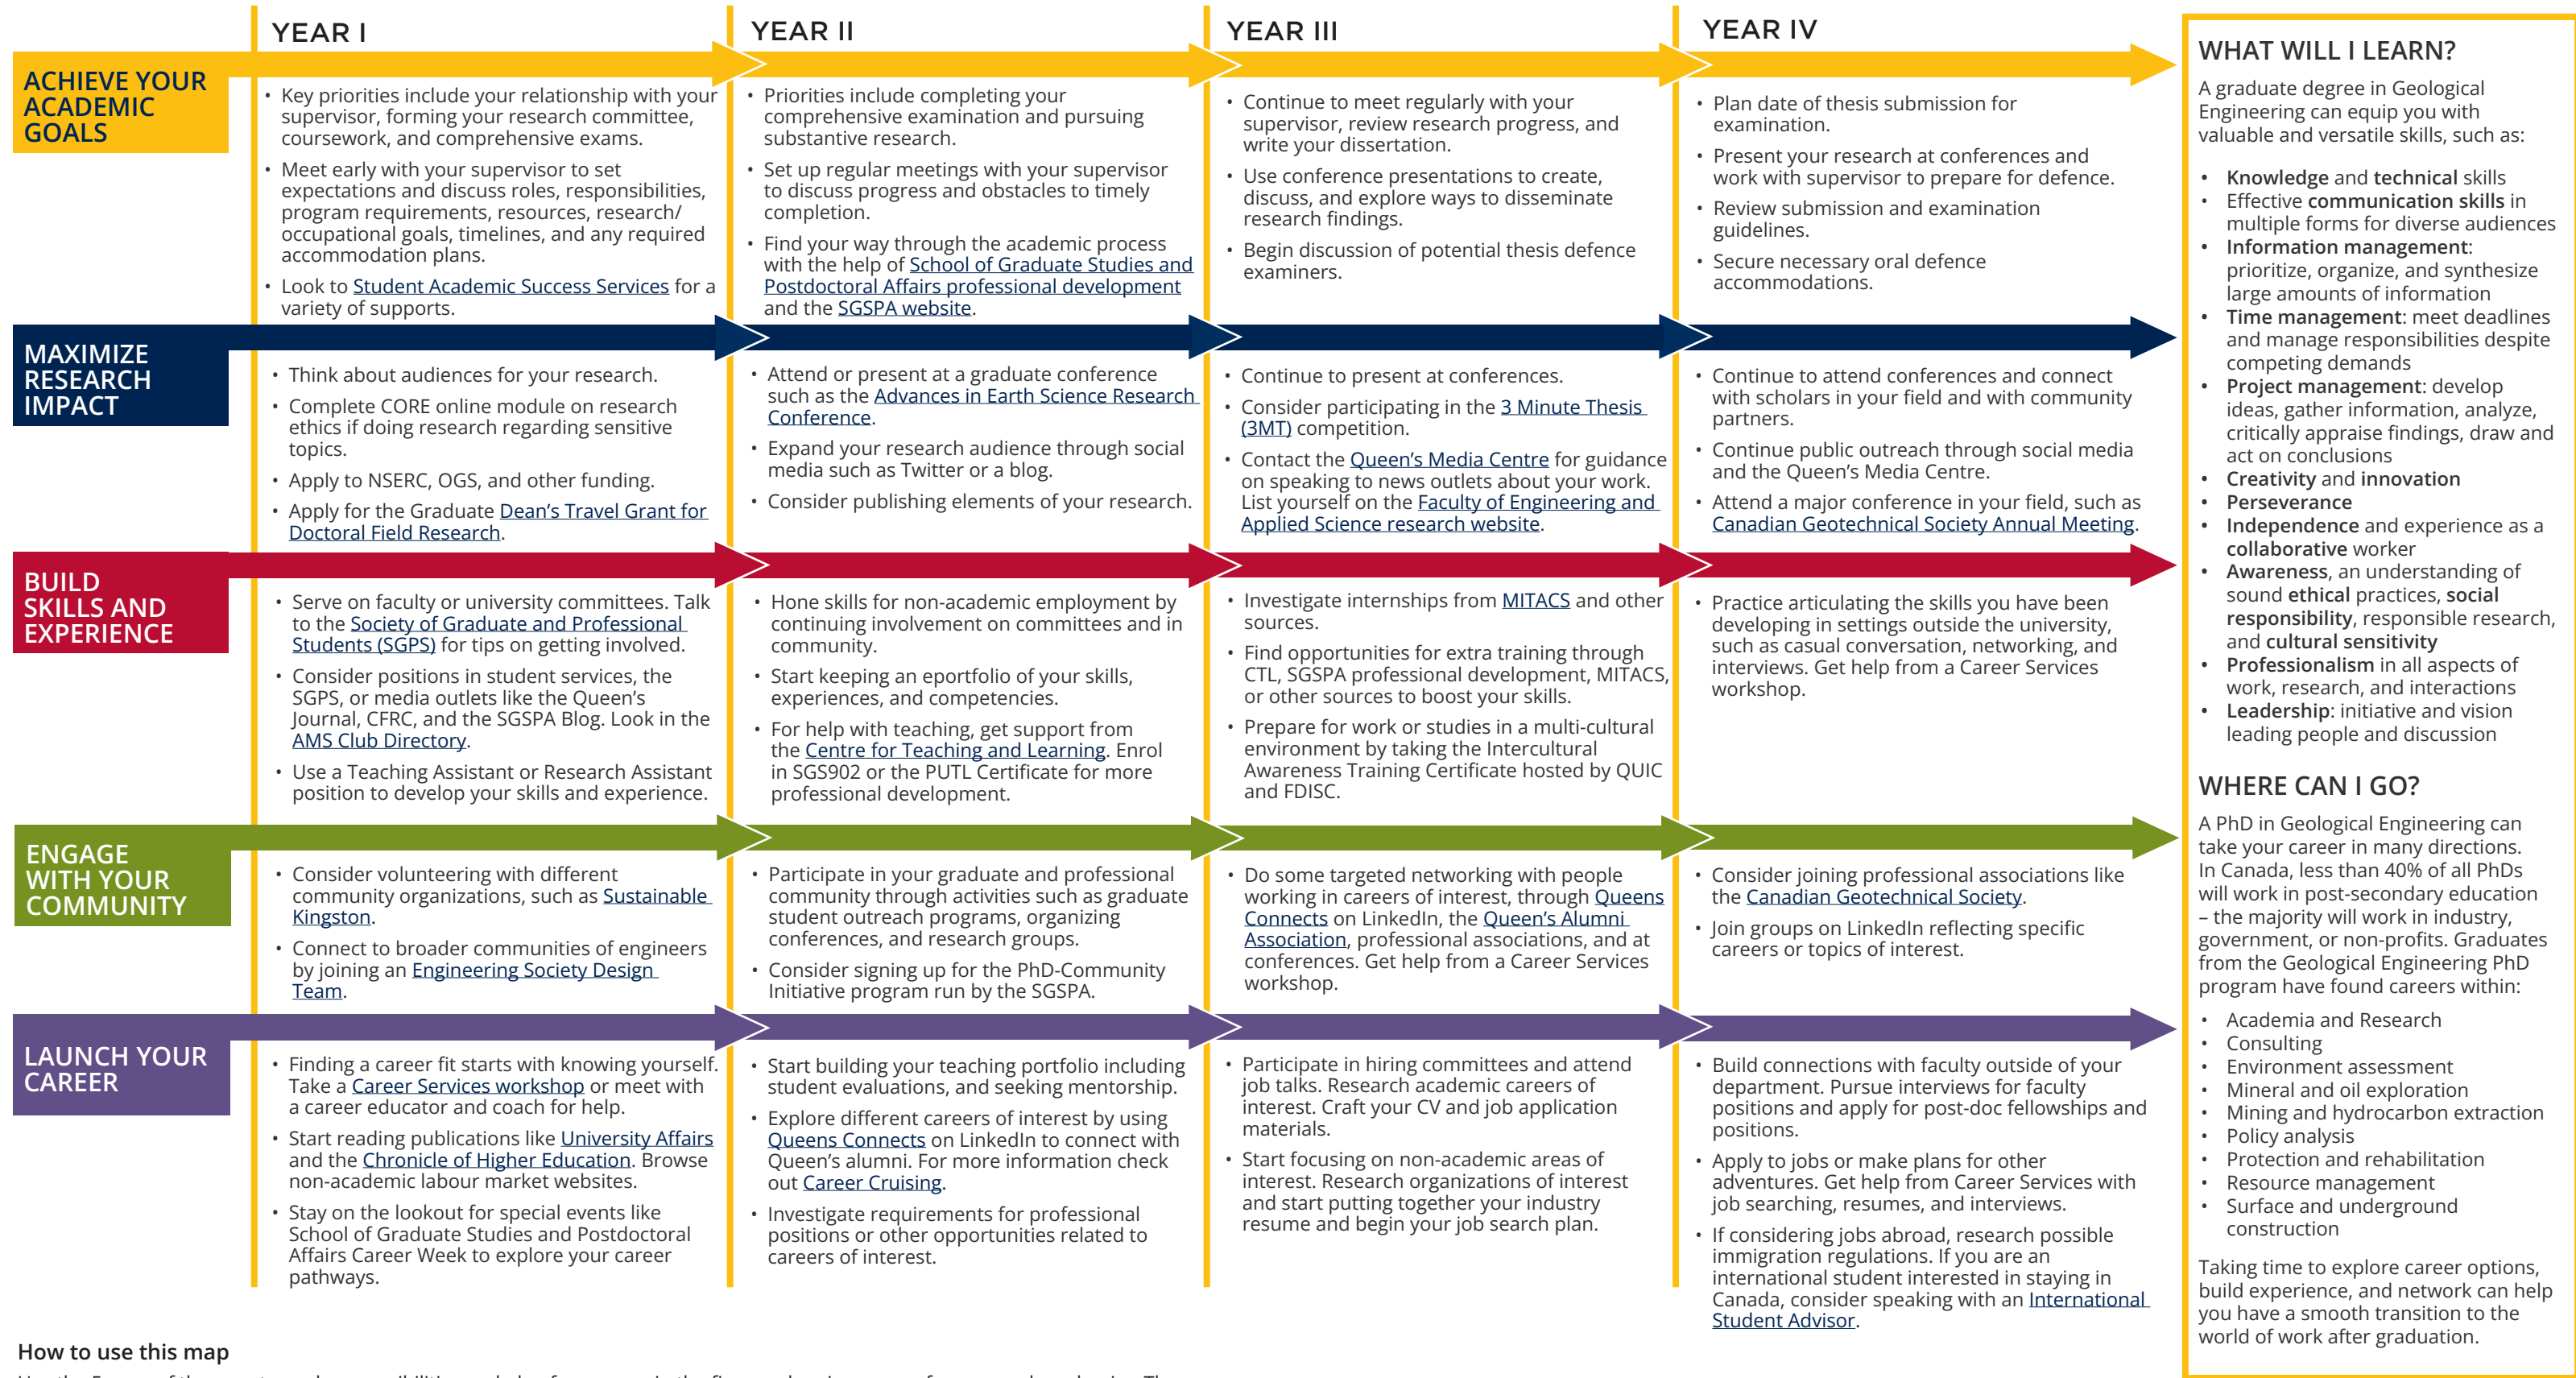 YEAR I
YEAR II
YEAR III
YEAR IV
ACHIEVE YOUR
ACADEMIC
GOALS
• Key priorities include your relationship with your
supervisor, forming your research committee,
coursework, and comprehensive exams.
• Meet early with your supervisor to set
expectations and discuss roles, responsibilities,
program requirements, resources, research/
occupational goals, timelines, and any required
accommodation plans.
• Look to Student Academic Success Services for a
variety of supports.
• Priorities include completing your
comprehensive examination and pursuing
substantive research.
• Set up regular meetings with your supervisor
to discuss progress and obstacles to timely
completion.
• Find your way through the academic process
with the help of School of Graduate Studies and
Postdoctoral Affairs professional development
and the SGSPA website.
• Continue to meet regularly with your
supervisor, review research progress, and
write your dissertation.
• Use conference presentations to create,
discuss, and explore ways to disseminate
research findings.
• Begin discussion of potential thesis defence
examiners.
• Plan date of thesis submission for
examination.
• Present your research at conferences and
work with supervisor to prepare for defence.
• Review submission and examination
guidelines.
• Secure necessary oral defence
accommodations.
MAXIMIZE
RESEARCH
IMPACT
• Think about audiences for your research.
• Complete CORE online module on research
ethics if doing research regarding sensitive
topics.
• Apply to NSERC, OGS, and other funding.
• Apply for the Graduate Dean's Travel Grant for
Doctoral Field Research.
• Attend or present at a graduate conference
such as the Advances in Earth Science Research
Conference.
• Expand your research audience through social
media such as Twitter or a blog.
• Consider publishing elements of your research.
• Continue to present at conferences.
• Consider participating in the 3 Minute Thesis
(3MT) competition.
• Contact the Queen's Media Centre for guidance
on speaking to news outlets about your work.
List yourself on the Faculty of Engineering and
Applied Science research website.
• Continue to attend conferences and connect
with scholars in your field and with community
partners.
• Continue public outreach through social media
and the Queen's Media Centre.
• Attend a major conference in your field, such as
Canadian Geotechnical Society Annual Meeting.
BUILD
SKILLS AND
EXPERIENCE
• Serve on faculty or university committees. Talk
to the Society of Graduate and Professional
Students (SGPS) for tips on getting involved.
• Consider positions in student services, the
SGPS, or media outlets like the Queen's
Journal, CFRC, and the SGSPA Blog. Look in the
AMS Club Directory.
• Use a Teaching Assistant or Research Assistant
position to develop your skills and experience.
• Hone skills for non-academic employment by
continuing involvement on committees and in
community.
• Start keeping an eportfolio of your skills,
experiences, and competencies.
• For help with teaching, get support from
the Centre for Teaching and Learning. Enrol
in SGS902 or the PUTL Certificate for more
professional development.
• Investigate internships from MITACS and other
sources.
• Find opportunities for extra training through
CTL, SGSPA professional development, MITACS,
or other sources to boost your skills.
• Prepare for work or studies in a multi-cultural
environment by taking the Intercultural
Awareness Training Certificate hosted by QUIC
and FDISC.
• Practice articulating the skills you have been
developing in settings outside the university,
such as casual conversation, networking, and
interviews. Get help from a Career Services
workshop.
ENGAGE
WITH YOUR
COMMUNITY
• Consider volunteering with different
community organizations, such as Sustainable
Kingston.
• Connect to broader communities of engineers
by joining an Engineering Society Design
Team.
• Participate in your graduate and professional
community through activities such as graduate
student outreach programs, organizing
conferences, and research groups.
• Consider signing up for the PhD-Community
Initiative program run by the SGSPA.
• Do some targeted networking with people
working in careers of interest, through Queens
Connects on LinkedIn, the Queen's Alumni
Association, professional associations, and at
conferences. Get help from a Career Services
workshop.
• Consider joining professional associations like
the Canadian Geotechnical Society.
• Join groups on LinkedIn reflecting specific
careers or topics of interest.
LAUNCH YOUR
CAREER
• Finding a career fit starts with knowing yourself.
Take a Career Services workshop or meet with
a career educator and coach for help.
• Start reading publications like University Affairs
and the Chronicle of Higher Education. Browse
non-academic labour market websites.
• Stay on the lookout for special events like
School of Graduate Studies and Postdoctoral
Affairs Career Week to explore your career
pathways.
• Start building your teaching portfolio including
student evaluations, and seeking mentorship.
• Explore different careers of interest by using
Queens Connects on LinkedIn to connect with
Queen's alumni. For more information check
out Career Cruising.
• Investigate requirements for professional
positions or other opportunities related to
careers of interest.
• Participate in hiring committees and attend
job talks. Research academic careers of
interest. Craft your CV and job application
materials.
• Start focusing on non-academic areas of
interest. Research organizations of interest
and start putting together your industry
resume and begin your job search plan.
• Build connections with faculty outside of your
department. Pursue interviews for faculty
positions and apply for post-doc fellowships and
positions.
• Apply to jobs or make plans for other
adventures. Get help from Career Services with
job searching, resumes, and interviews.
• If considering jobs abroad, research possible
immigration regulations. If you are an
international student interested in staying in
Canada, consider speaking with an International
Student Advisor.
WHAT WILL I LEARN?
A graduate degree in Geological
Engineering can equip you with
valuable and versatile skills, such as:
• Knowledge and technical skills
• Effective communication skills in
multiple forms for diverse audiences
• Information management:
prioritize, organize, and synthesize
large amounts of information
• Time management: meet deadlines
and manage responsibilities despite
competing demands
• Project management: develop
ideas, gather information, analyze,
critically appraise findings, draw and
act on conclusions
• Creativity and innovation
• Perseverance
• Independence and experience as a
collaborative worker
• Awareness, an understanding of
sound ethical practices, social
responsibility, responsible research,
and cultural sensitivity
• Professionalism in all aspects of
work, research, and interactions
• Leadership: initiative and vision
leading people and discussion
WHERE CAN I GO?
A PhD in Geological Engineering can
take your career in many directions.
In Canada, less than 40% of all PhDs
will work in post-secondary education
– the majority will work in industry,
government, or non-profits. Graduates
from the Geological Engineering PhD
program have found careers within:
• Academia and Research
• Consulting
• Environment assessment
• Mineral and oil exploration
• Mining and hydrocarbon extraction
• Policy analysis
• Protection and rehabilitation
• Resource management
• Surface and underground
construction
Taking time to explore career options,
build experience, and network can help
you have a smooth transition to the
world of work after graduation.
How to use this map